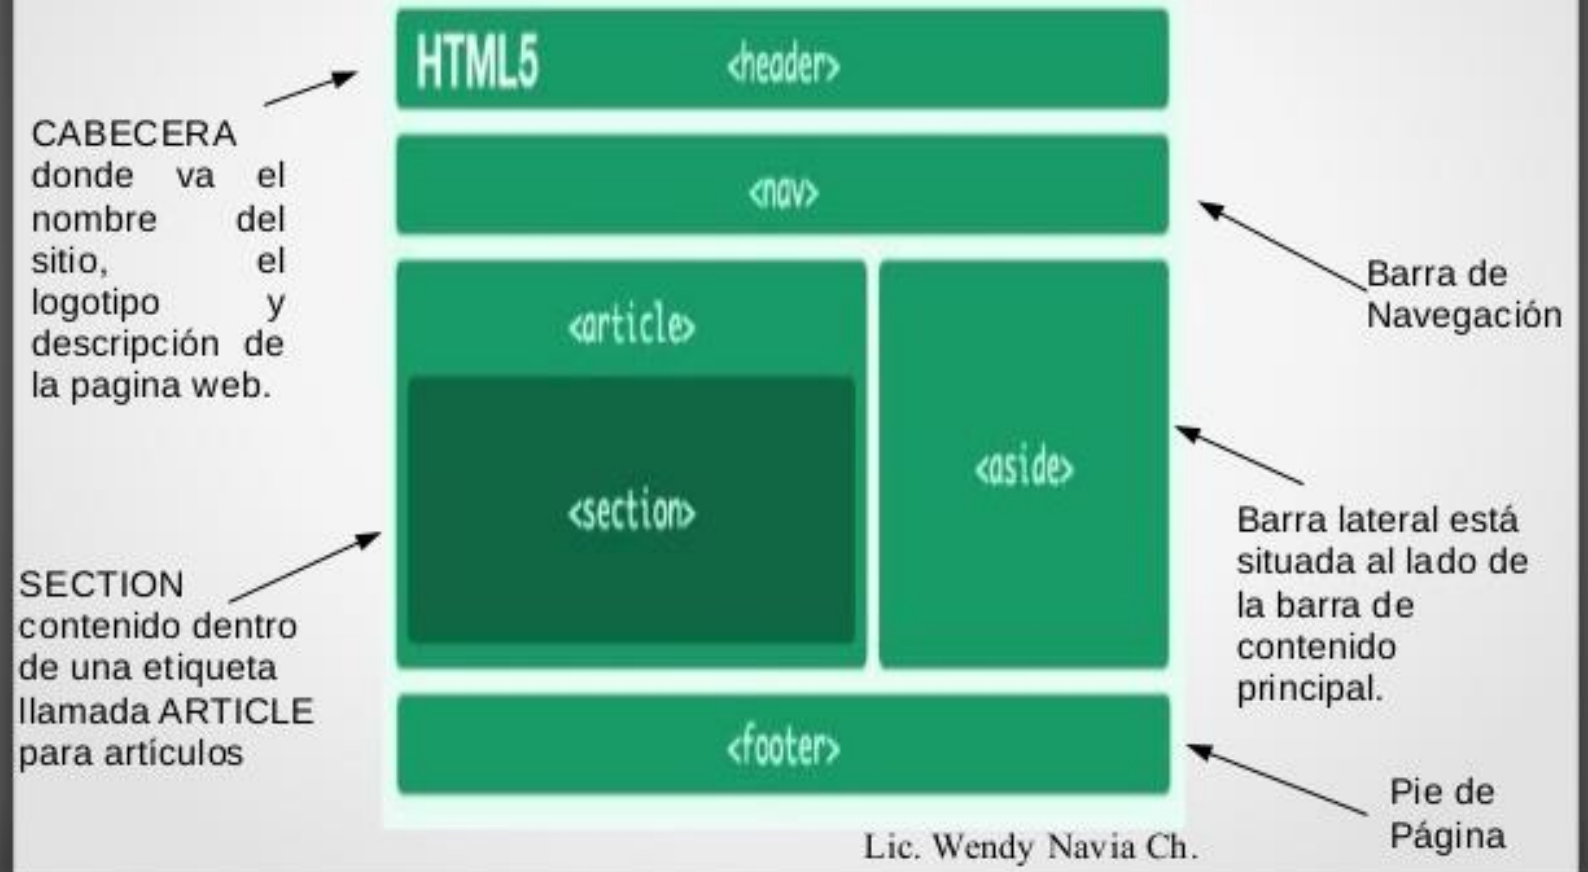 HTML5 <header>
CABECERA
donde va el
nombre del
sitio, el
logotipo y
descripción de
la pagina web.
<nav>
Barra de
Navegación
<article>
<section>
<aside>
SECTION
contenido dentro
de una etiqueta
llamada ARTICLE
para artículos
Barra lateral está
situada al lado de
la barra de
contenido
principal.
<footer>
Pie de
Página
Lic. Wendy Navia Ch.